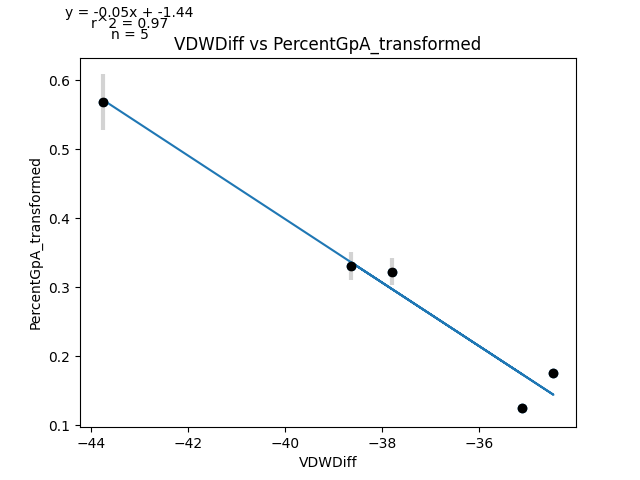 y = -0.05x + -1.44
r^2 = 0.97
n = 5
VDWDiff vs PercentGpA_transformed
PercentGpA_transformed
0.6
0.5
0.4
0.3
0.2
0.1
−44
−42
−40
−38
−36
VDWDiff